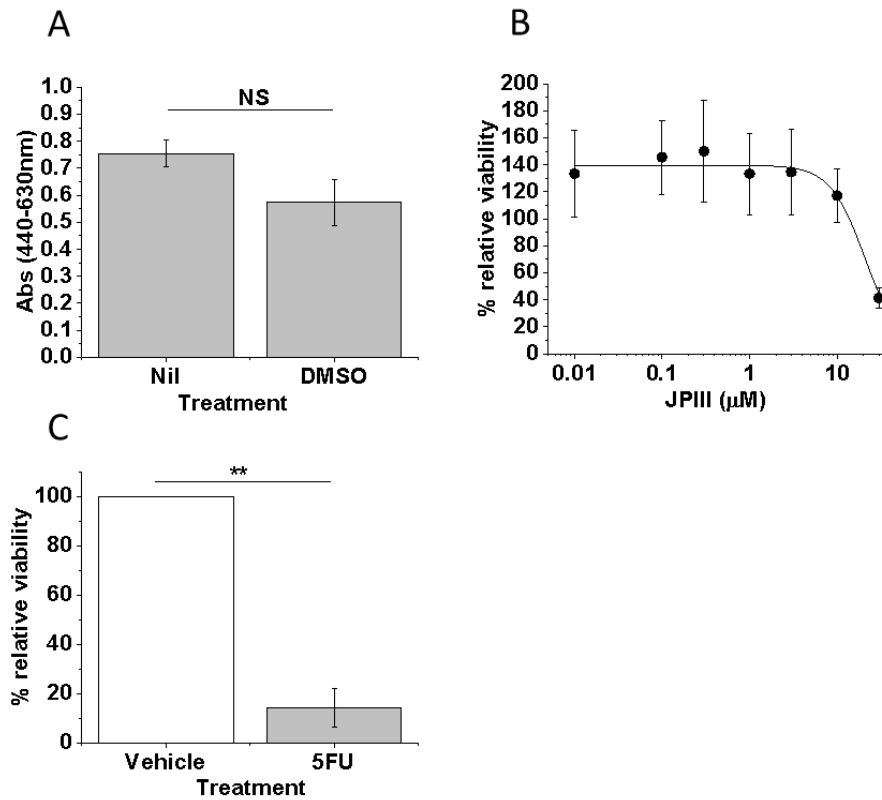 A
NS
1.0
0.9
0.8
0.7
0.6
0.5
0.4
0.3
0.2
0.1
0.0
Abs (440-630nm)
Nil DMSO
Treatment
B
200
180
160
140
120
100
80
60
40
20
0
% relative viability
0.01 0.1 1 10
JPIII (μM)
C
**
100
80
60
40
20
0
% relative viability
Vehicle 5FU
Treatment